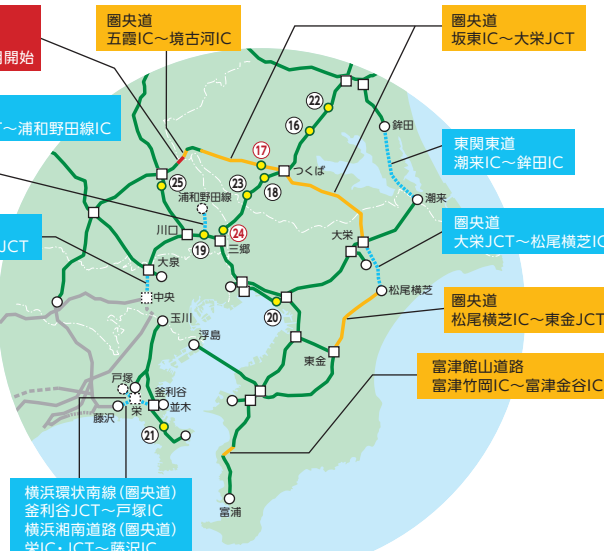 開始
圏央道
五霞IC～境古河IC
圏央道
坂東IC～大栄JCT
～浦和野田線IC
東関東道
潮来IC～鉾田IC
JCT
圏央道
大栄JCT～松尾横芝IC
圏央道
松尾横芝IC～東金JCT
富津館山道路
富津竹岡IC～富津金谷IC
横浜環状南線(圏央道)
釜利谷JCT～戸塚IC
横浜湘南道路(圏央道)
栄IC・JCT～藤沢IC
22
16
鉾田
17
つくば
18
25
23
浦和野田線
潮来
川口
19
24
三郷
大栄
大泉
中央
松尾横芝
20
玉川
浮島
東金
戸塚
釜利谷
栄
並木
藤沢
21
富浦